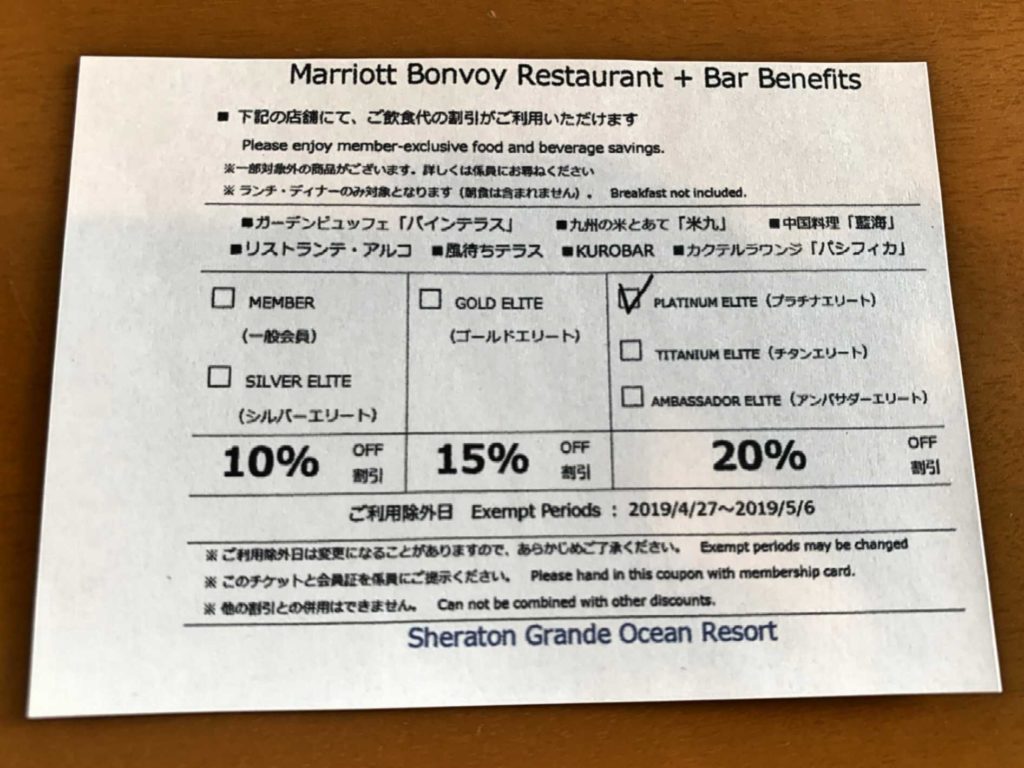 Marriott Bonvoy Restaurant + Bar Benefits
■ 下記の店舗にて、ご飲食代の割引がご利用いただけます
Please enjoy member-exclusive food and beverage savings.
※一部対象外の商品がございます。詳しくは係員にお尋ねください
※ ランチ・ディナーのみ対象となります（朝食は含まれません）。 Breakfast not included.
■ガーデンビュッフェ「パインテラス」 ■九州の米とあて「米九」 ■中国料理「藍海」
■リストランテ・アルコ ■風待ちテラス ■KUROBAR ■カクテルラウンジ「パシフィカ」
☐ MEMBER
（一般会員）
☐ SILVER ELITE
（シルバーエリート）
10% OFF
割引
☐ GOLD ELITE
（ゴールドエリート）
15% OFF
割引
☑ PLATINUM ELITE（プラチナエリート）
☐ TITANIUM ELITE（チタンエリート）
☐ AMBASSADOR ELITE（アンバサダーエリート）
20% OFF
割引
ご利用除外日 Exempt Periods : 2019/4/27～2019/5/6
※ ご利用除外日は変更になることがありますので、あらかじめご了承ください。 Exempt periods may be changed
※ このチケットと会員証を係員にご提示ください。 Please hand in this coupon with membership card.
※ 他の割引との併用はできません。 Can not be combined with other discounts.
Sheraton Grande Ocean Resort